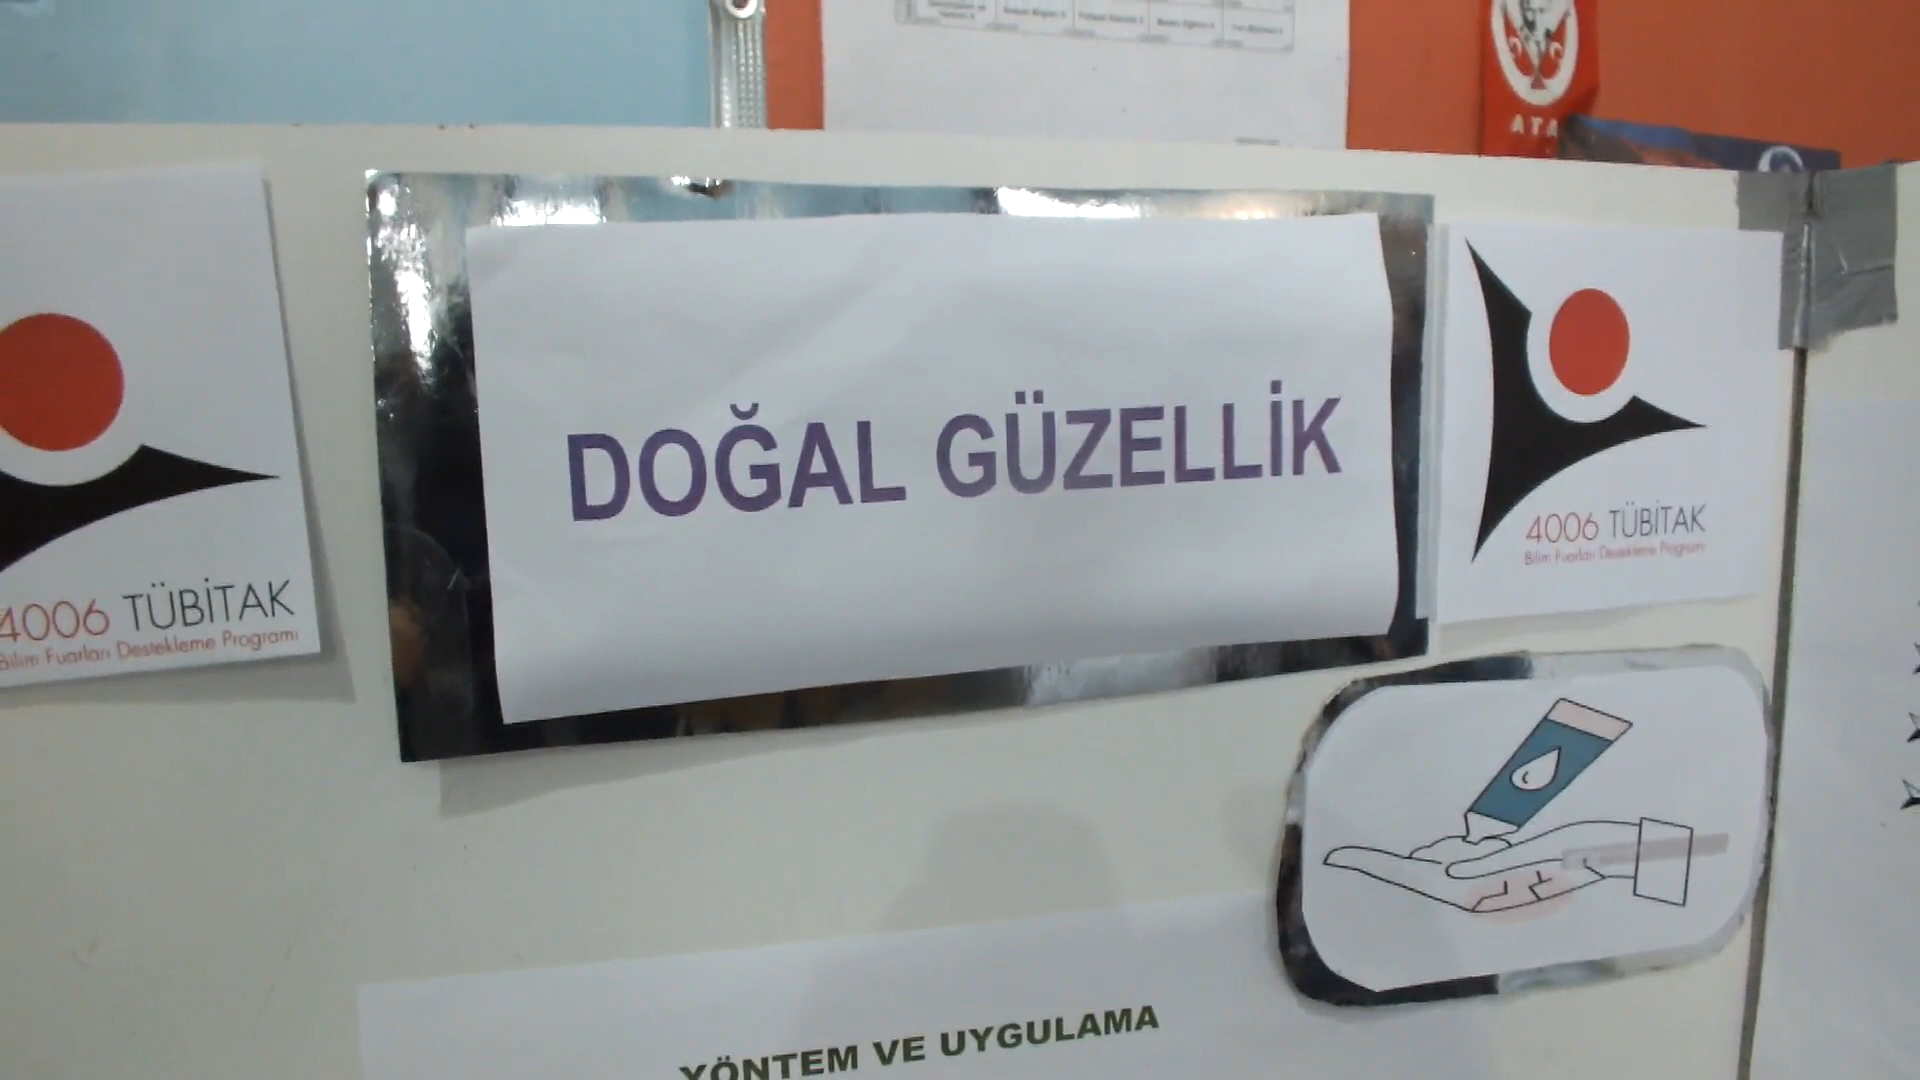 ATA
DOĞAL GÜZELLİK
4006 TÜBİTAK
Bilim Fuarları Destekleme Programı
4006 TÜBİTAK
Bilim Fuarları Destekleme Programı
YÖNTEM VE UYGULAMA